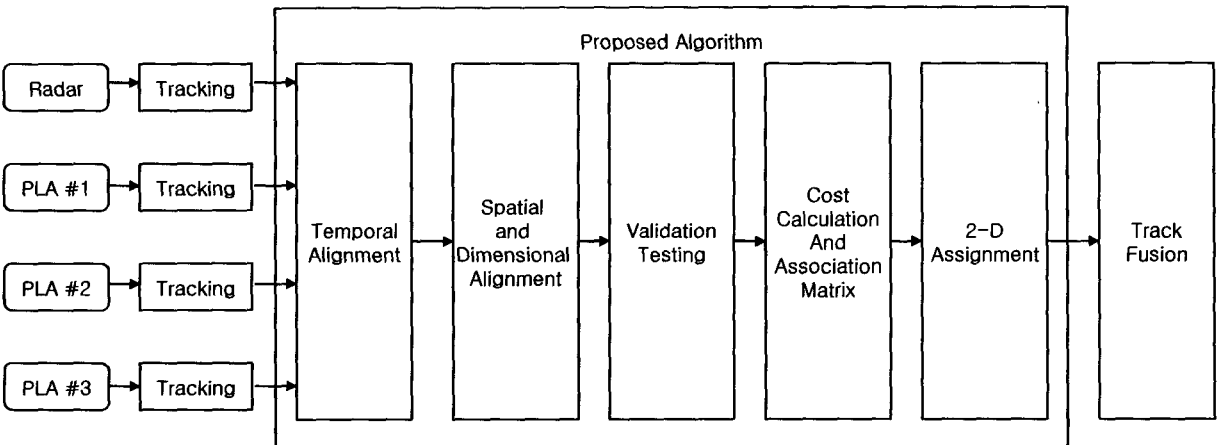 Proposed Algorithm
Radar
Tracking
PLA #1
Tracking
PLA #2
Tracking
PLA #3
Tracking
Temporal
Alignment
Spatial
and
Dimensional
Alignment
Validation
Testing
Cost
Calculation
And
Association
Matrix
2-D
Assignment
Track
Fusion